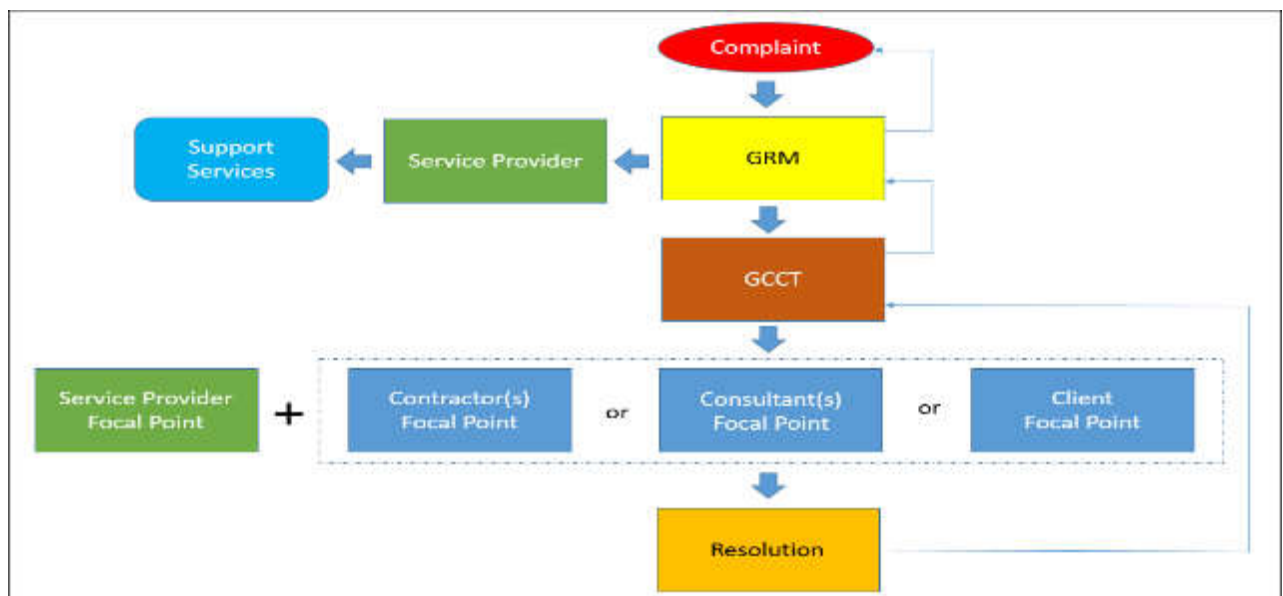 Complaint
Support
Services
Service Provider
GRM
GCCT
Service Provider
Focal Point
+
Contractor(s)
Focal Point
or
Consultant(s)
Focal Point
or
Client
Focal Point
Resolution